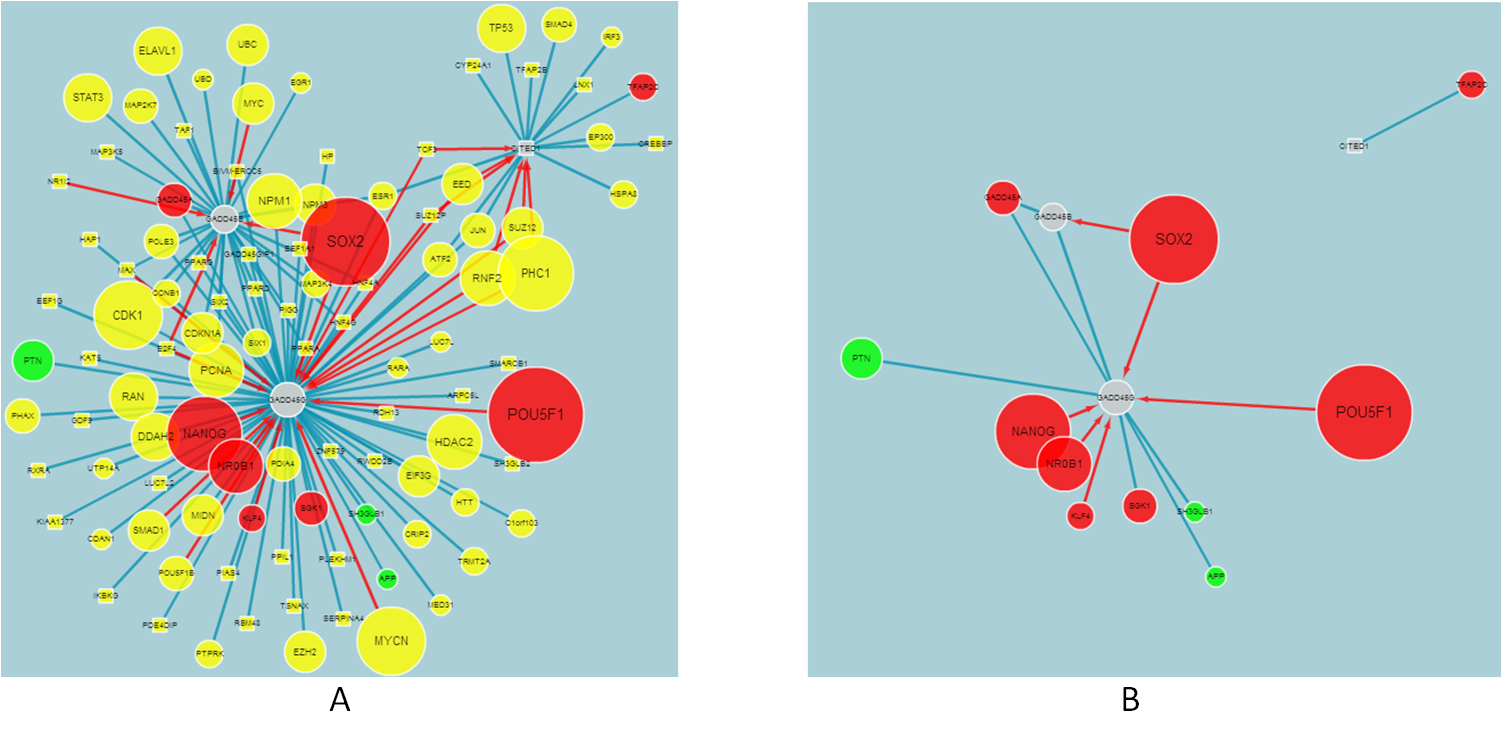 TP53
SMAD4
IRF3
UBC
ELAVL1
CYP24A1
TFAP2B
UBD
EGR1
LNX1
TFAP2C
STAT3
MAP2K7
MYC
TAF1
EP300
CREBBP
MAP3K5
TCF3
CITED1
HP
BIVM-ERCC5
NR1I2
EED
HSPA5
GADD45A
NPM1
NPM3
ESR1
GADD45B
SUZ12P
JUN
SUZ12
HAP1
POLE3
SOX2
EEF1A1
GADD45GIP1
ATF2
MAX
PPARG
RNF2
PHC1
MAP3K4
HNF4A
CCNB1
PPARD
EEF1G
SIX2
PIGG
CDK1
HNF4G
CDKN1A
SIX1
LUC7L
E2F4
PPARA
PTN
KAT5
PCNA
RARA
SMARCB1
RAN
GADD45G
ARPC5L
PHAX
GDF9
RDH13
POU5F1
DDAH2
NANOG
HDAC2
ZNF579
RWDD2B
SH3GLB2
RXRA
UTP14A
NR0B1
PDIA4
EIF3G
LUC7L2
HTT
KIAA1377
SMAD1
MIDN
KLF4
SGK1
SH3GLB1
C1orf103
CDAN1
CRIP2
PPIL1
PLEKHM1
TRMT2A
POU5F1B
PIAS4
APP
IKBKG
TSNAX
MED31
PDE4DIP
RBM48
SERPINA4
MYCN
PTPRK
EZH2
A
TFAP2C
CITED1
GADD45A
GADD45B
SOX2
PTN
GADD45G
POU5F1
NANOG
NR0B1
KLF4
SGK1
SH3GLB1
APP
B